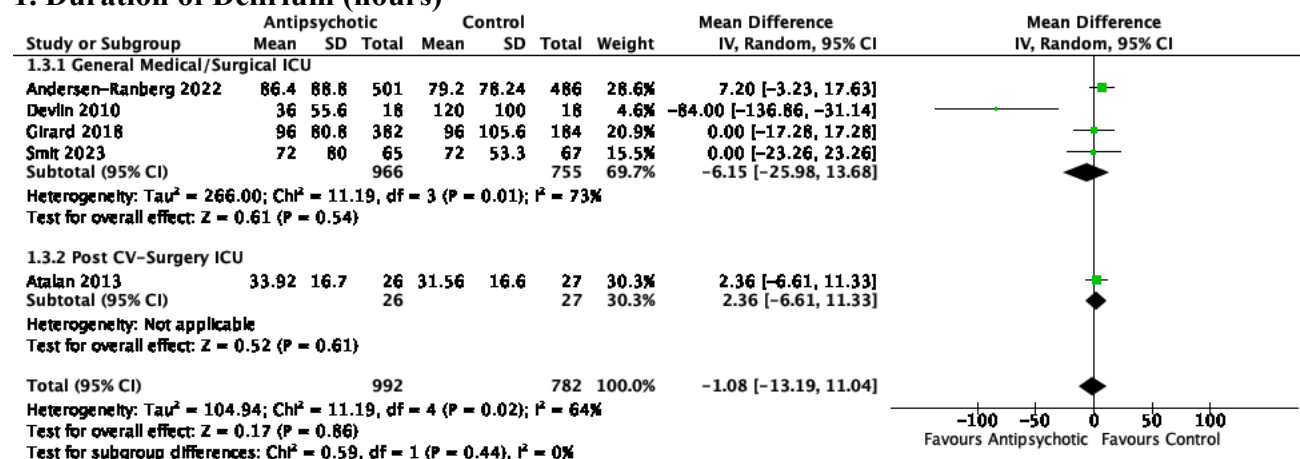 1. Duration of Delirium (hours)
Antipsychotic Control Mean Difference Mean Difference
Study or Subgroup Mean SD Total Mean SD Total Weight IV, Random, 95% CI IV, Random, 95% CI
1.3.1 General Medical/Surgical ICU
Andersen-Ranberg 2022 86.4 88.8 501 79.2 78.24 486 28.6% 7.20 [-3.23, 17.63]
Devlin 2010 36 55.6 18 120 100 18 4.6% -84.00 [-136.86, -31.14]
Girard 2018 96 80.8 382 96 105.6 184 20.9% 0.00 [-17.28, 17.28]
Smit 2023 72 80 65 72 53.3 67 15.5% 0.00 [-23.26, 23.26]
Subtotal (95% CI) 966 755 69.7% -6.15 [-25.98, 13.68]
Heterogeneity: Tau² = 266.00; Chi² = 11.19, df = 3 (P = 0.01); I² = 73%
Test for overall effect: Z = 0.61 (P = 0.54)
1.3.2 Post CV-Surgery ICU
Atalan 2013 33.92 16.7 26 31.56 16.6 27 30.3% 2.36 [-6.61, 11.33]
Subtotal (95% CI) 26 27 30.3% 2.36 [-6.61, 11.33]
Heterogeneity: Not applicable
Test for overall effect: Z = 0.52 (P = 0.61)
Total (95% CI) 992 782 100.0% -1.08 [-13.19, 11.04]
Heterogeneity: Tau² = 104.94; Chi² = 11.19, df = 4 (P = 0.02); I² = 64%
Test for overall effect: Z = 0.17 (P = 0.86)
Test for subgroup differences: Chi² = 0.59, df = 1 (P = 0.44), I² = 0%
-100 -50 0 50 100
Favours Antipsychotic Favours Control